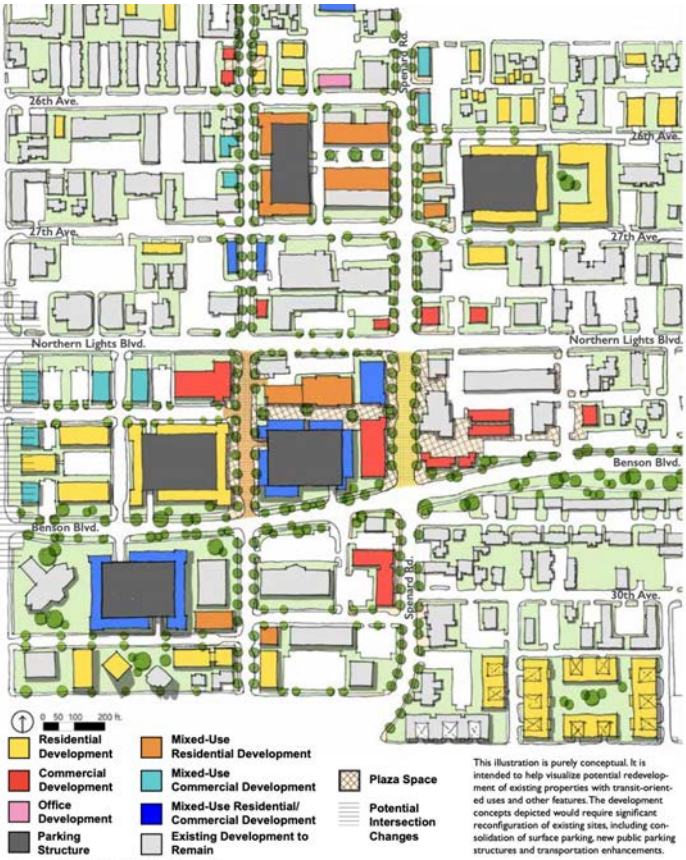 26th Ave.
Spenard Rd.
26th Ave.
27th Ave.
27th Ave.
Northern Lights Blvd.
Northern Lights Blvd.
Benson Blvd.
Benson Blvd.
Spenard Rd.
30th Ave.
0 50 100 200 ft.
Residential
Development
Commercial
Development
Office
Development
Parking
Structure
Mixed-Use
Residential Development
Mixed-Use
Commercial Development
Mixed-Use Residential/
Commercial Development
Existing Development to
Remain
Plaza Space
Potential
Intersection
Changes
This illustration is purely conceptual. It is
intended to help visualize potential redevelop-
ment of existing properties with transit-orient-
ed uses and other features. The development
concepts depicted would require significant
reconfiguration of existing sites, including con-
solidation of surface parking, new public parking
structures and transportation enhancements.